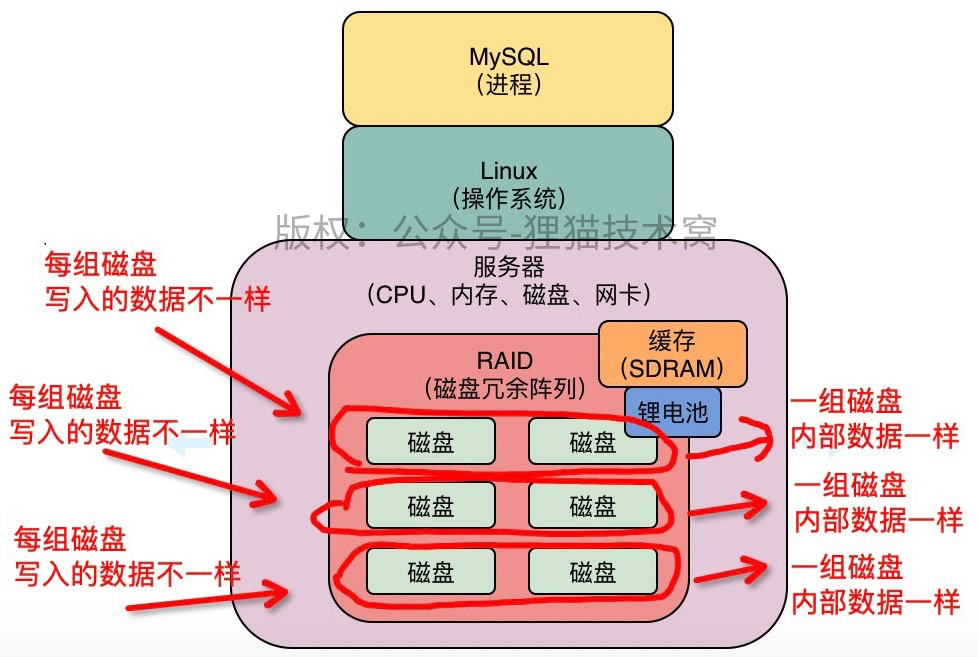 MySQL
（进程）
Linux
（操作系统）
版权：公众号-狸猫技术窝
服务器
（CPU、内存、磁盘、网卡）
每组磁盘
写入的数据不一样
RAID
（磁盘冗余阵列）
缓存
（SDRAM）
锂电池
每组磁盘
写入的数据不一样
一组磁盘
内部数据一样
磁盘
磁盘
一组磁盘
内部数据一样
磁盘
磁盘
每组磁盘
写入的数据不一样
一组磁盘
内部数据一样
磁盘
磁盘